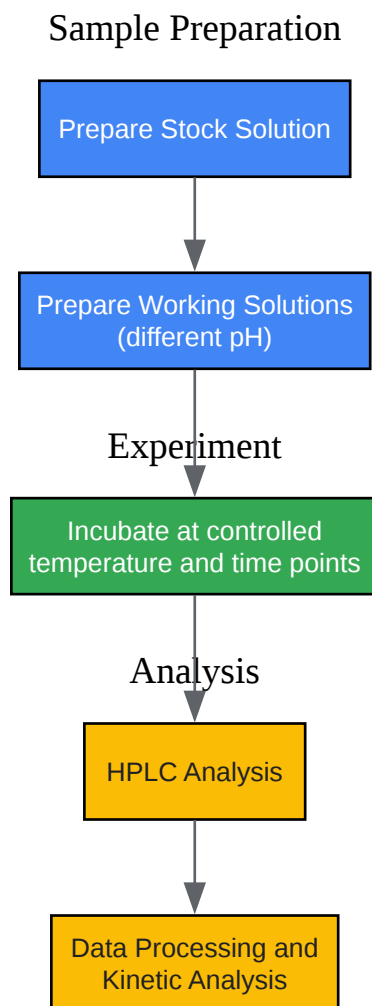 Sample Preparation
Prepare Stock Solution
Prepare Working Solutions
(different pH)
Experiment
Incubate at controlled
temperature and time points
Analysis
HPLC Analysis
Data Processing and
Kinetic Analysis